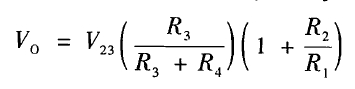 V_O = V_23 ( R_3 / (R_3 + R_4) ) ( 1 + R_2 / R_1 )